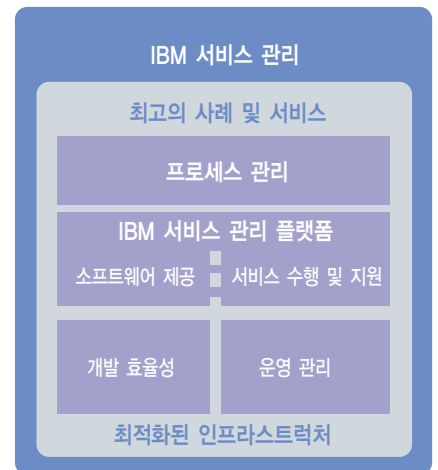 IBM 서비스 관리
최고의 사례 및 서비스
프로세스 관리
IBM 서비스 관리 플랫폼
소프트웨어 제공 서비스 수행 및 지원
개발 효율성 운영 관리
최적화된 인프라스트럭처